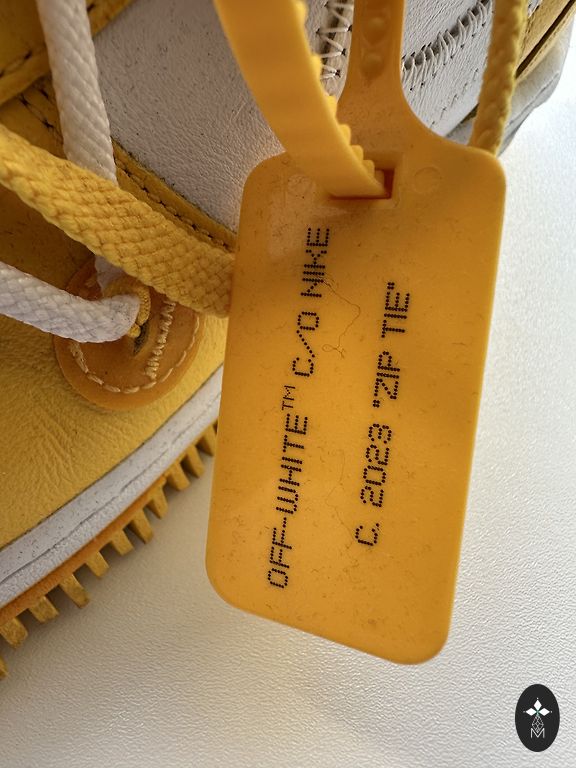 OFF-WHITE™ C/O NIKE
C. 2023 "ZIP TIE"
M